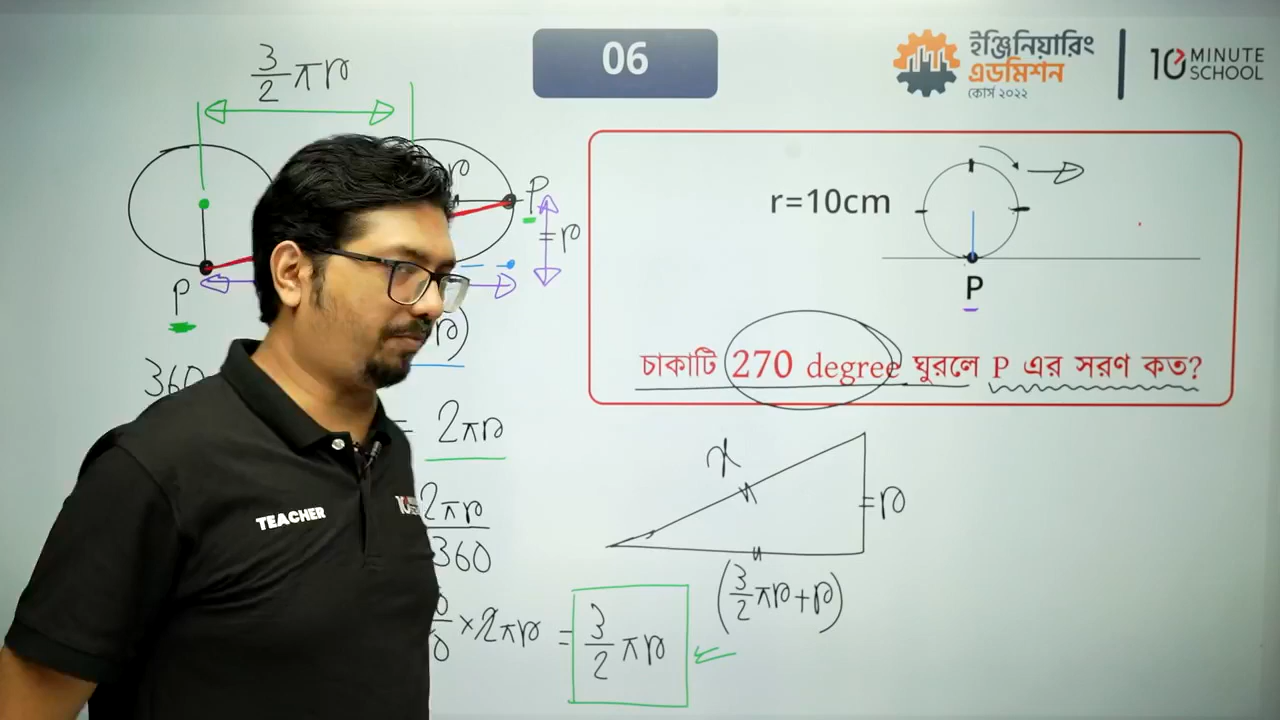 06
ইঞ্জিনিয়ারিং
এডমিশন
কোর্স ২০২২
10 MINUTE
SCHOOL
3/2 πr
r=10cm
P
চাকাটি 270 degree ঘুরলে P এর সরণ কত?
r
P
= r
P
r)
360
= 2πr
2πr/360
× 2πr = 3/2 πr
x
= r
(3/2 πr + r)
TEACHER
10